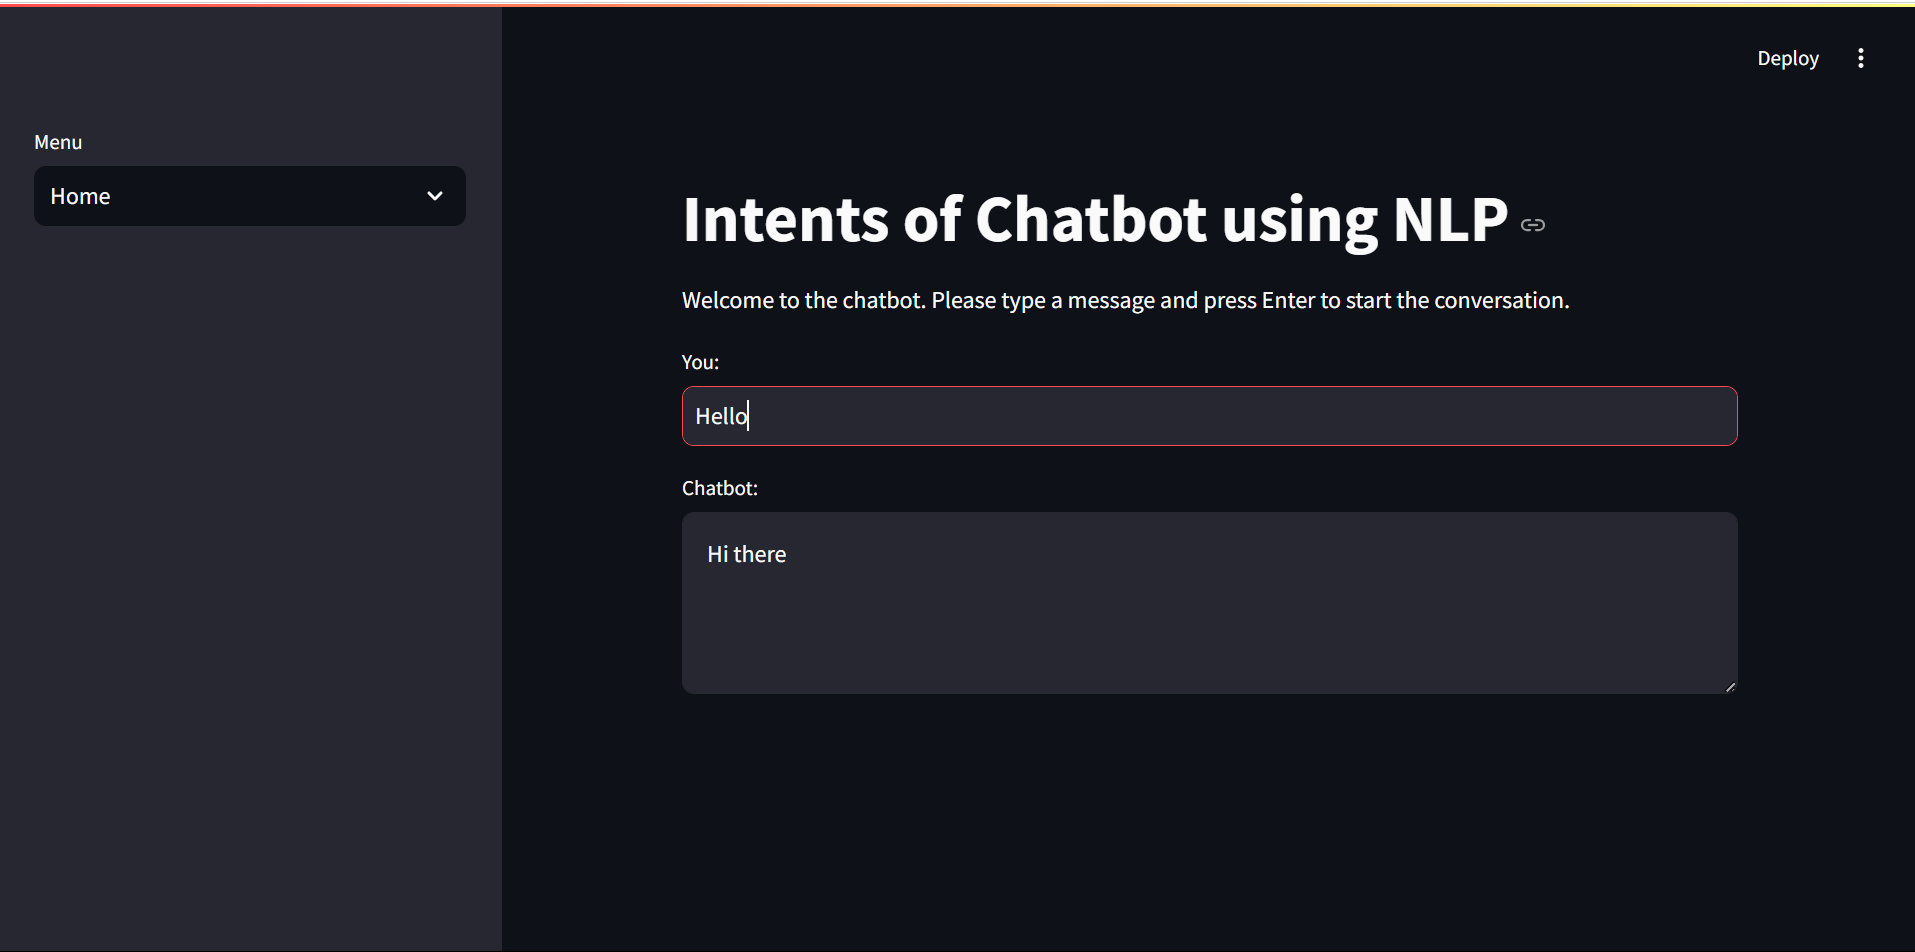 Deploy
Menu
Home
Intents of Chatbot using NLP
Welcome to the chatbot. Please type a message and press Enter to start the conversation.
You:
Hello
Chatbot:
Hi there